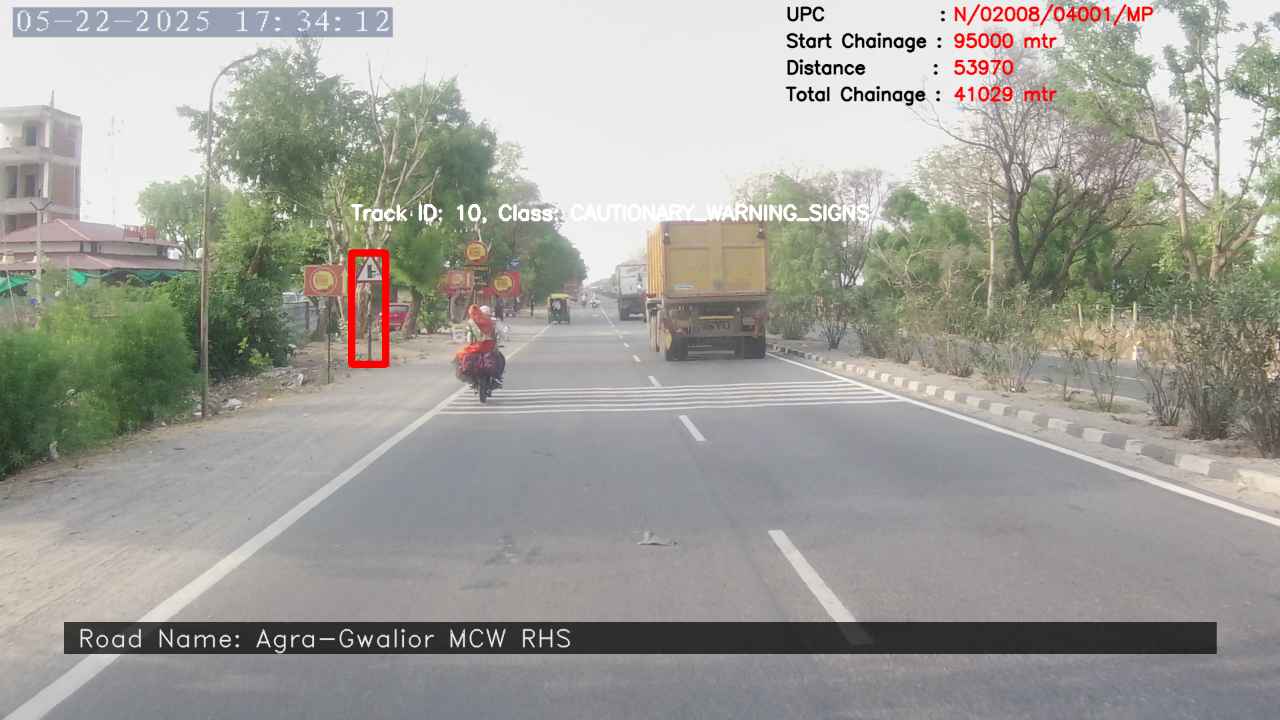 05-22-2025 17:34:12
UPC : N/02008/04001/MP
Start Chainage : 95000 mtr
Distance : 53970
Total Chainage : 41029 mtr
Track ID: 10, Class: CAUTIONARY_WARNING_SIGNS
Road Name: Agra-Gwalior MCW RHS